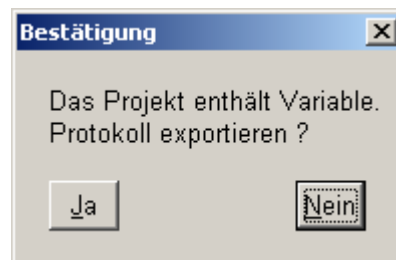 Bestätigung
Das Projekt enthält Variable.
Protokoll exportieren ?
Ja
Nein